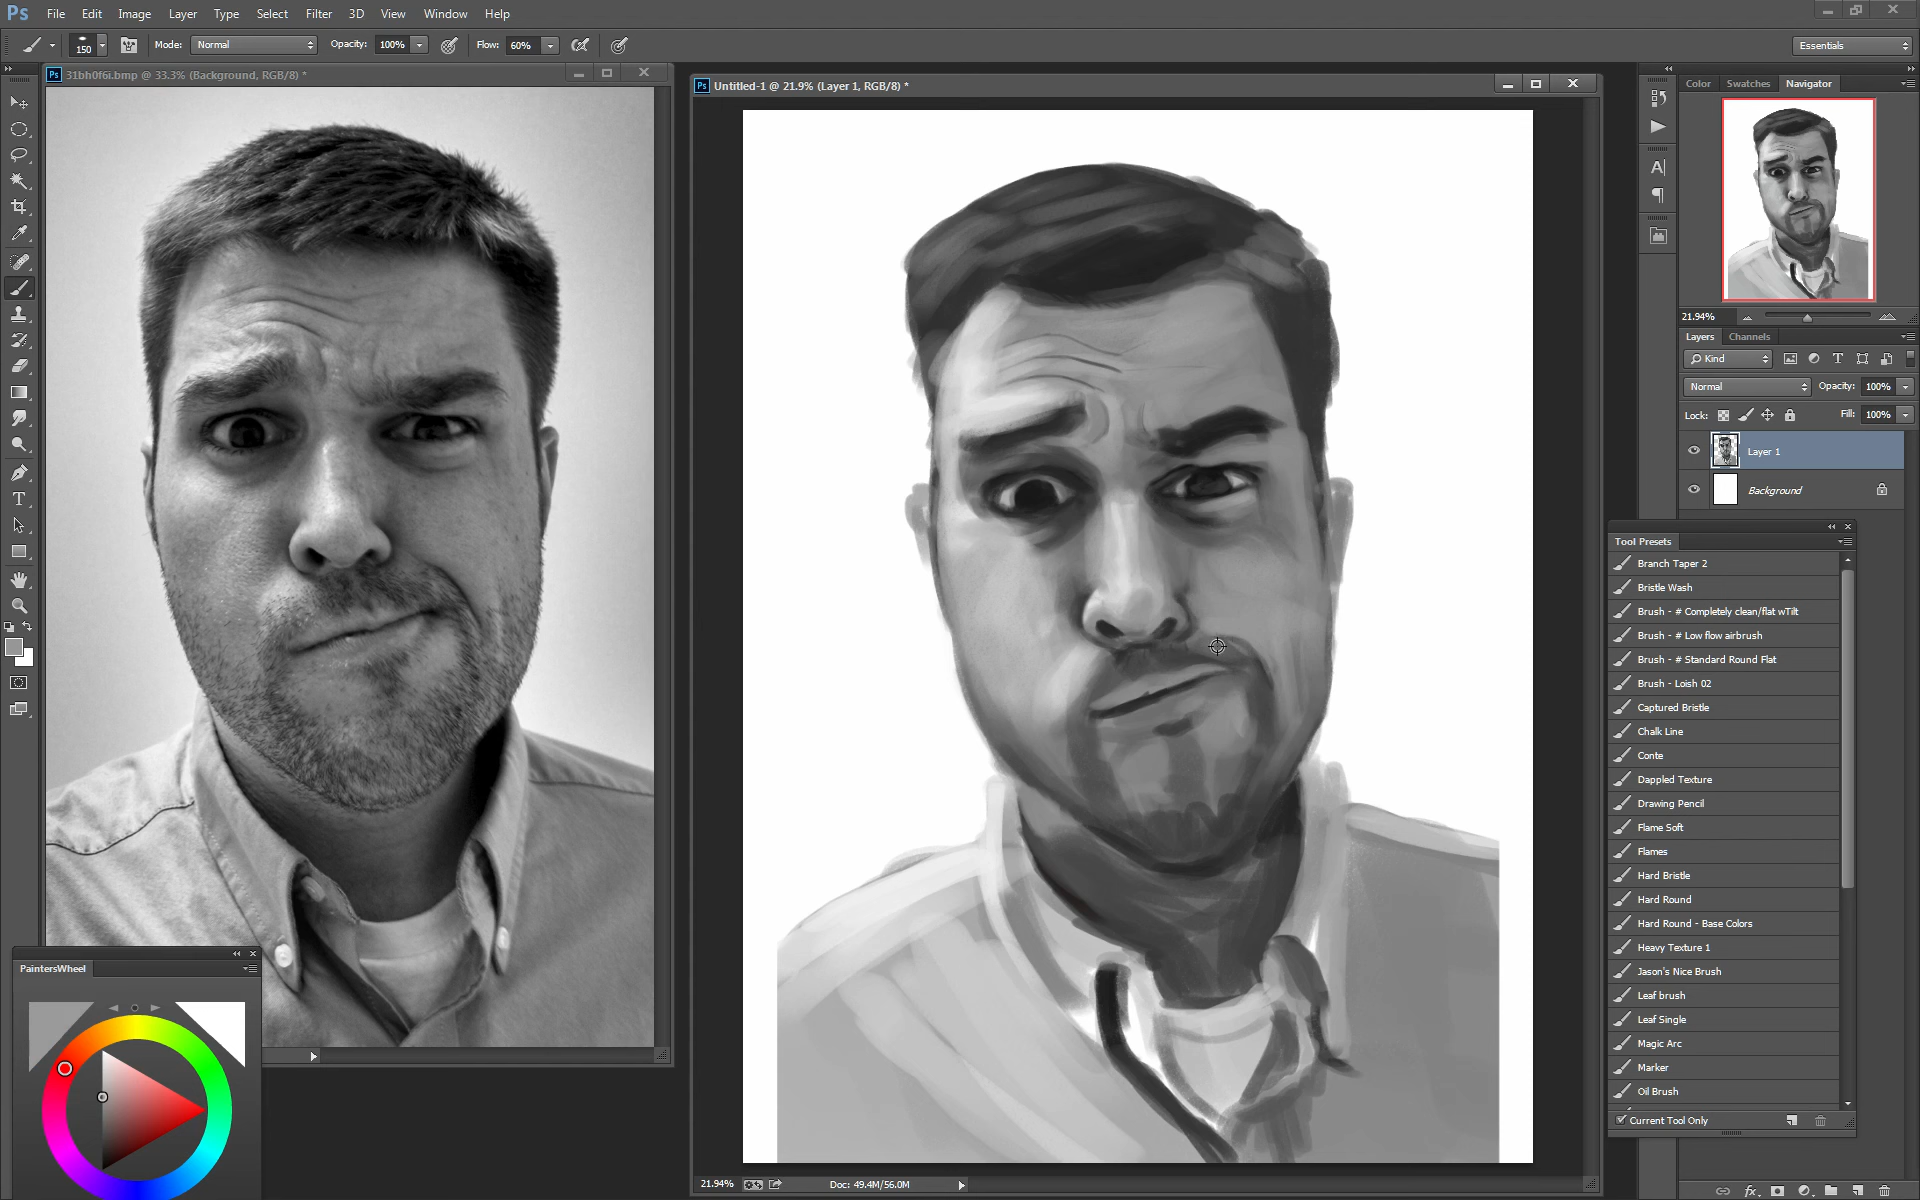 Ps File Edit Image Layer Type Select Filter 3D View Window Help
150 Mode: Normal Opacity: 100% Flow: 60% Essentials
Ps 31bh0f6i.bmp @ 33.3% (Background, RGB/8) *
Ps Untitled-1 @ 21.9% (Layer 1, RGB/8) *
Color Swatches Navigator
21.94%
Layers Channels
Kind
Normal Opacity: 100%
Lock: Fill: 100%
Layer 1
Background
Tool Presets
Branch Taper 2
Bristle Wash
Brush - # Completely clean/flat wTilt
Brush - # Low flow airbrush
Brush - # Standard Round Flat
Brush - Loish 02
Captured Bristle
Chalk Line
Conte
Dappled Texture
Drawing Pencil
Flame Soft
Flames
Hard Bristle
Hard Round
Hard Round - Base Colors
Heavy Texture 1
Jason's Nice Brush
Leaf brush
Leaf Single
Magic Arc
Marker
Oil Brush
Current Tool Only
PaintersWheel
21.94% Doc: 49.4M/56.0M